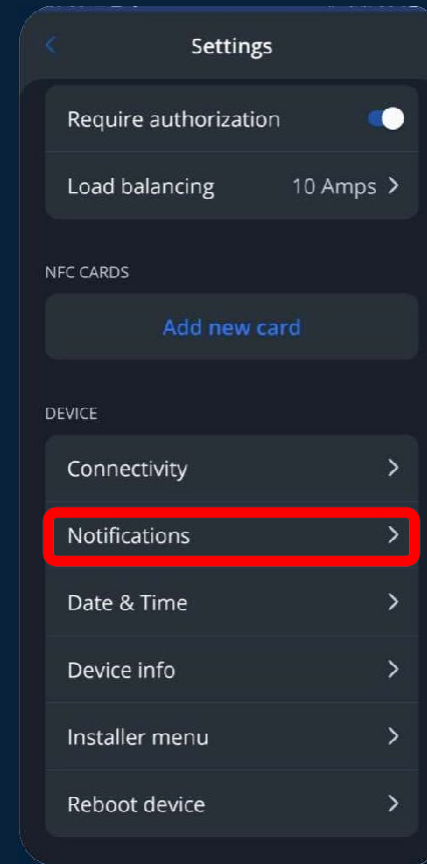 Settings
Require authorization
Load balancing 10 Amps >
NFC CARDS
Add new card
DEVICE
Connectivity >
Notifications >
Date & Time >
Device info >
Installer menu >
Reboot device >